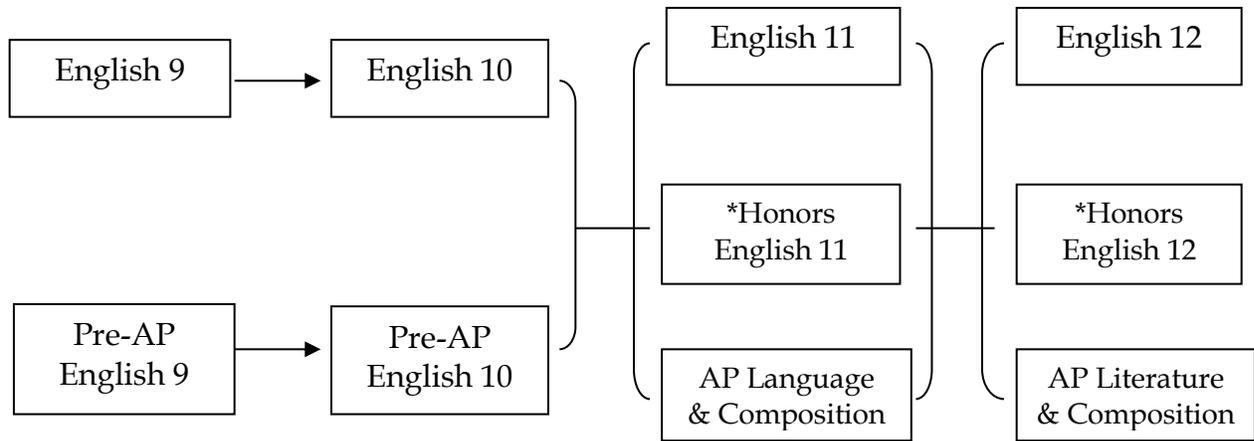 English 9
English 10
English 11
English 12
*Honors
English 11
*Honors
English 12
Pre-AP
English 9
Pre-AP
English 10
AP Language
& Composition
AP Literature
& Composition